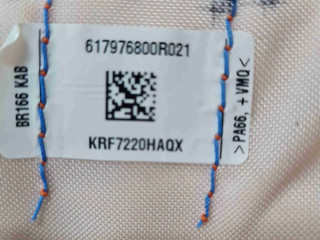 BR166 KAB
617976800R021
KRF7220HAQX
>PA66, + VMQ<